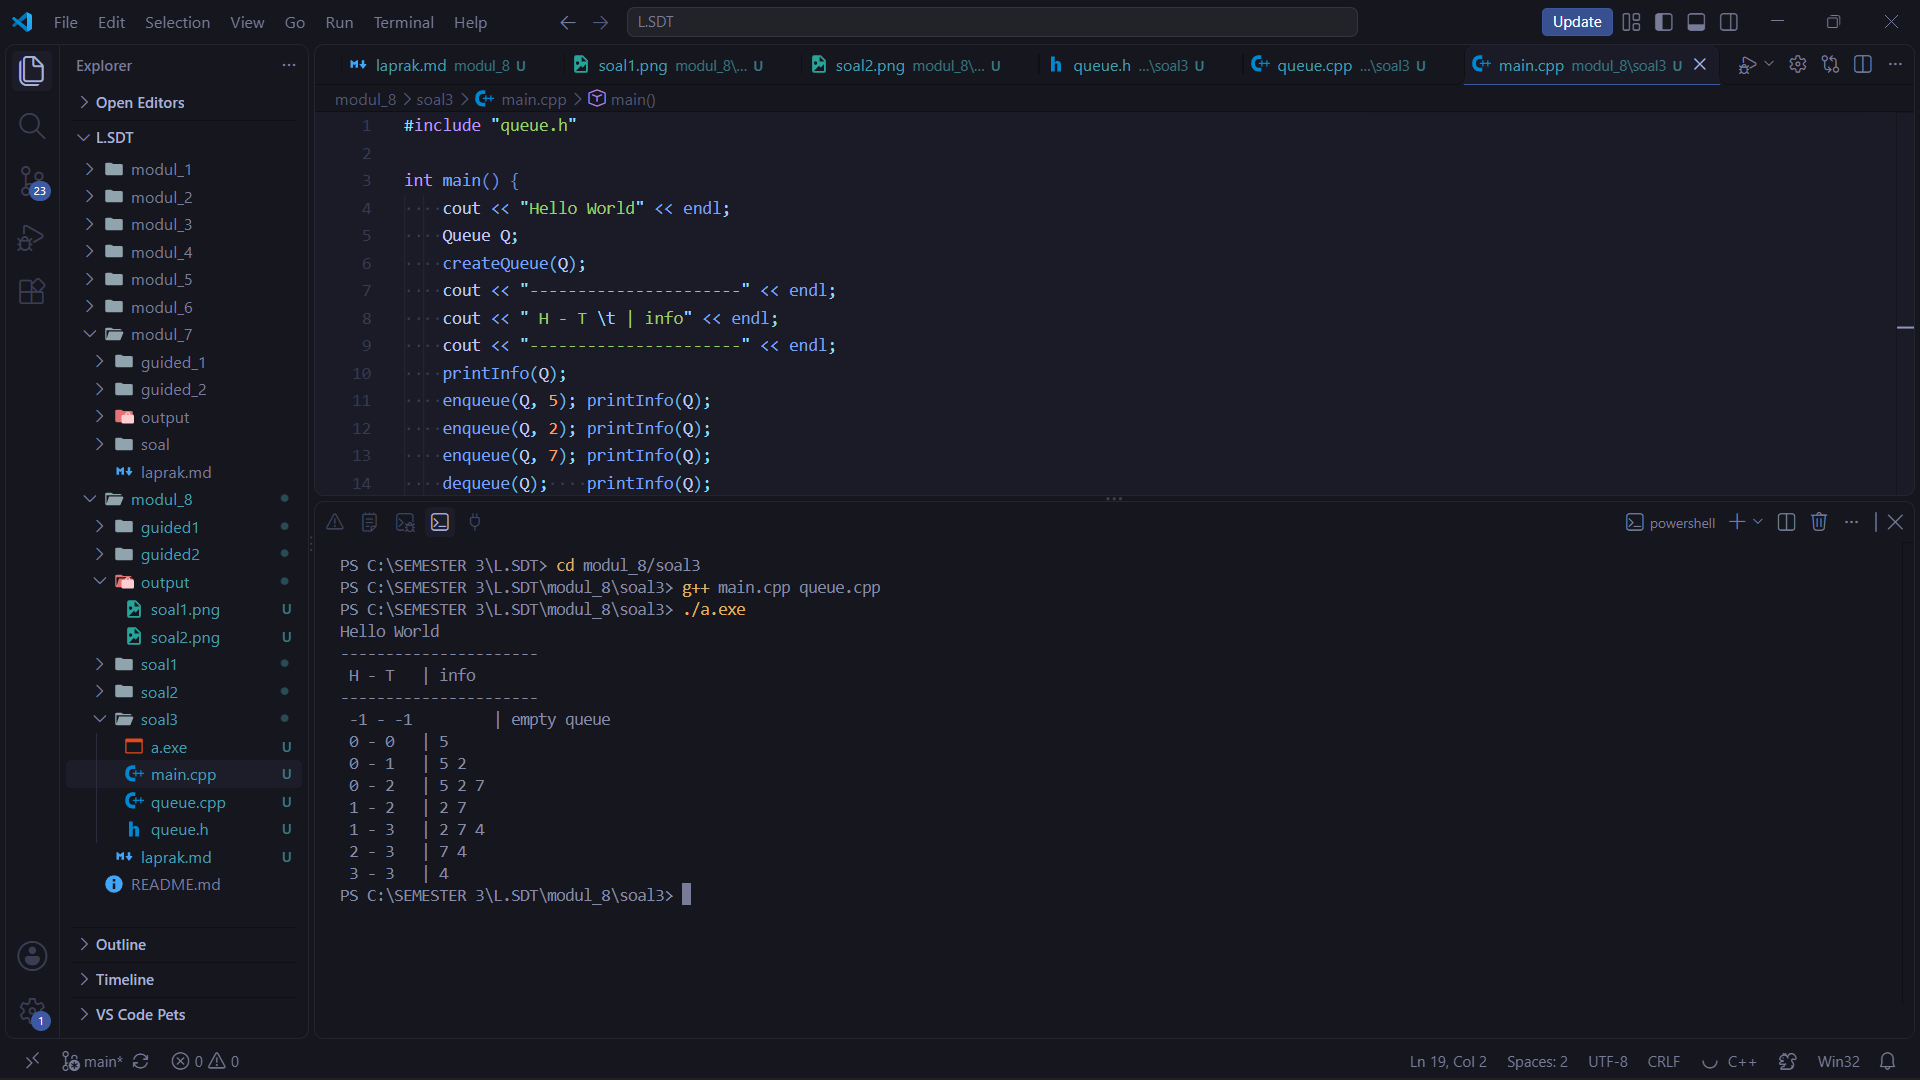 File Edit Selection View Go Run Terminal Help
L.SDT
Update
Explorer
Open Editors
L.SDT
modul_1
modul_2
modul_3
modul_4
modul_5
modul_6
modul_7
guided_1
guided_2
output
soal
laprak.md
modul_8
guided1
guided2
output
soal1.png U
soal2.png U
soal1
soal2
soal3
a.exe U
main.cpp U
queue.cpp U
queue.h U
laprak.md U
README.md
Outline
Timeline
VS Code Pets
23
1
laprak.md modul_8 U
soal1.png modul_8\... U
soal2.png modul_8\... U
queue.h ...\soal3 U
queue.cpp ...\soal3 U
main.cpp modul_8\soal3 U
modul_8 > soal3 > main.cpp > main()
1 #include "queue.h"
2
3 int main() {
4 cout << "Hello World" << endl;
5 Queue Q;
6 createQueue(Q);
7 cout << "----------------------" << endl;
8 cout << " H - T \t | info" << endl;
9 cout << "----------------------" << endl;
10 printInfo(Q);
11 enqueue(Q, 5); printInfo(Q);
12 enqueue(Q, 2); printInfo(Q);
13 enqueue(Q, 7); printInfo(Q);
14 dequeue(Q); printInfo(Q);
powershell
PS C:\SEMESTER 3\L.SDT> cd modul_8/soal3
PS C:\SEMESTER 3\L.SDT\modul_8\soal3> g++ main.cpp queue.cpp
PS C:\SEMESTER 3\L.SDT\modul_8\soal3> ./a.exe
Hello World
----------------------
H - T | info
----------------------
-1 - -1 | empty queue
0 - 0 | 5
0 - 1 | 5 2
0 - 2 | 5 2 7
1 - 2 | 2 7
1 - 3 | 2 7 4
2 - 3 | 7 4
3 - 3 | 4
PS C:\SEMESTER 3\L.SDT\modul_8\soal3>
main* 0 0
Ln 19, Col 2 Spaces: 2 UTF-8 CRLF C++ Win32